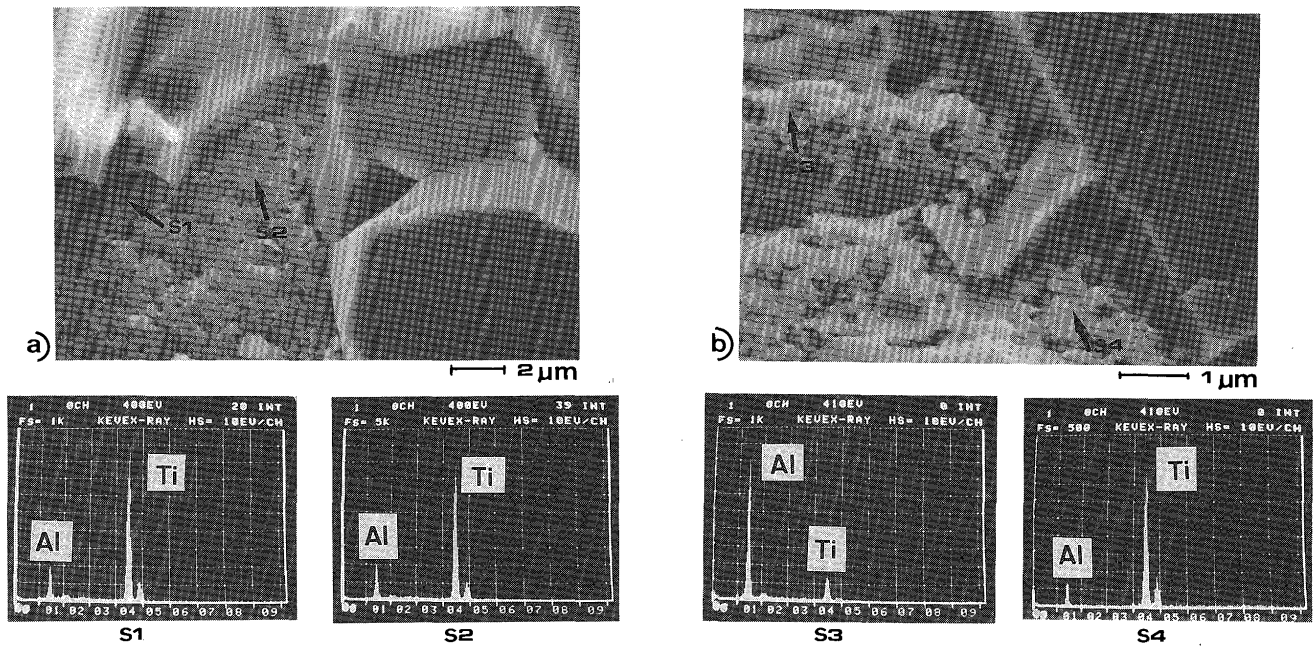 S1
S2
a)
2 µm
S3
S4
b)
1 µm
1 0CH 400EV 20 INT
FS= 1K KEVEX-RAY HS= 10EV/CH
Ti
Al
01 02 03 04 05 06 07 08 09
S1
1 0CH 400EV 39 INT
FS= 5K KEVEX-RAY HS= 10EV/CH
Ti
Al
01 02 03 04 05 06 07 08 09
S2
1 0CH 410EV 0 INT
FS= 1K KEVEX-RAY HS= 10EV/CH
Al
Ti
01 02 03 04 05 06 07 08 09
S3
1 0CH 410EV 0 INT
FS= 500 KEVEX-RAY HS= 10EV/CH
Ti
Al
01 02 03 04 05 06 07 08 09
S4